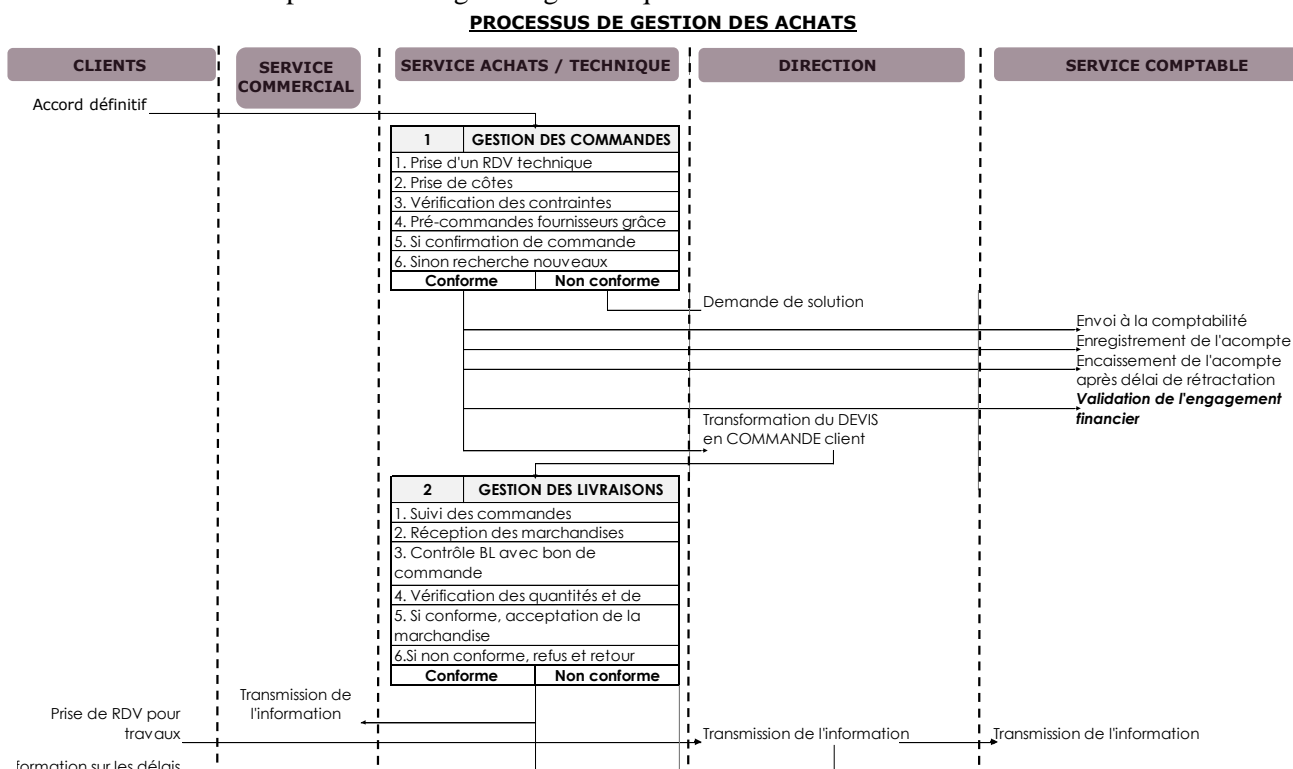 PROCESSUS DE GESTION DES ACHATS
CLIENTS
SERVICE
COMMERCIAL
SERVICE ACHATS / TECHNIQUE
DIRECTION
SERVICE COMPTABLE
Accord définitif
1 GESTION DES COMMANDES
1. Prise d'un RDV technique
2. Prise de côtes
3. Vérification des contraintes
4. Pré-commandes fournisseurs grâce
5. Si confirmation de commande
6. Sinon recherche nouveaux
Conforme Non conforme
Demande de solution
Envoi à la comptabilité
Enregistrement de l'acompte
Encaissement de l'acompte
après délai de rétractation
Validation de l'engagement
financier
Transformation du DEVIS
en COMMANDE client
2 GESTION DES LIVRAISONS
1. Suivi des commandes
2. Réception des marchandises
3. Contrôle BL avec bon de
commande
4. Vérification des quantités et de
5. Si conforme, acceptation de la
marchandise
6.Si non conforme, refus et retour
Conforme Non conforme
Transmission de
l'information
Prise de RDV pour
travaux
Transmission de l'information
Transmission de l'information
formation sur les délais